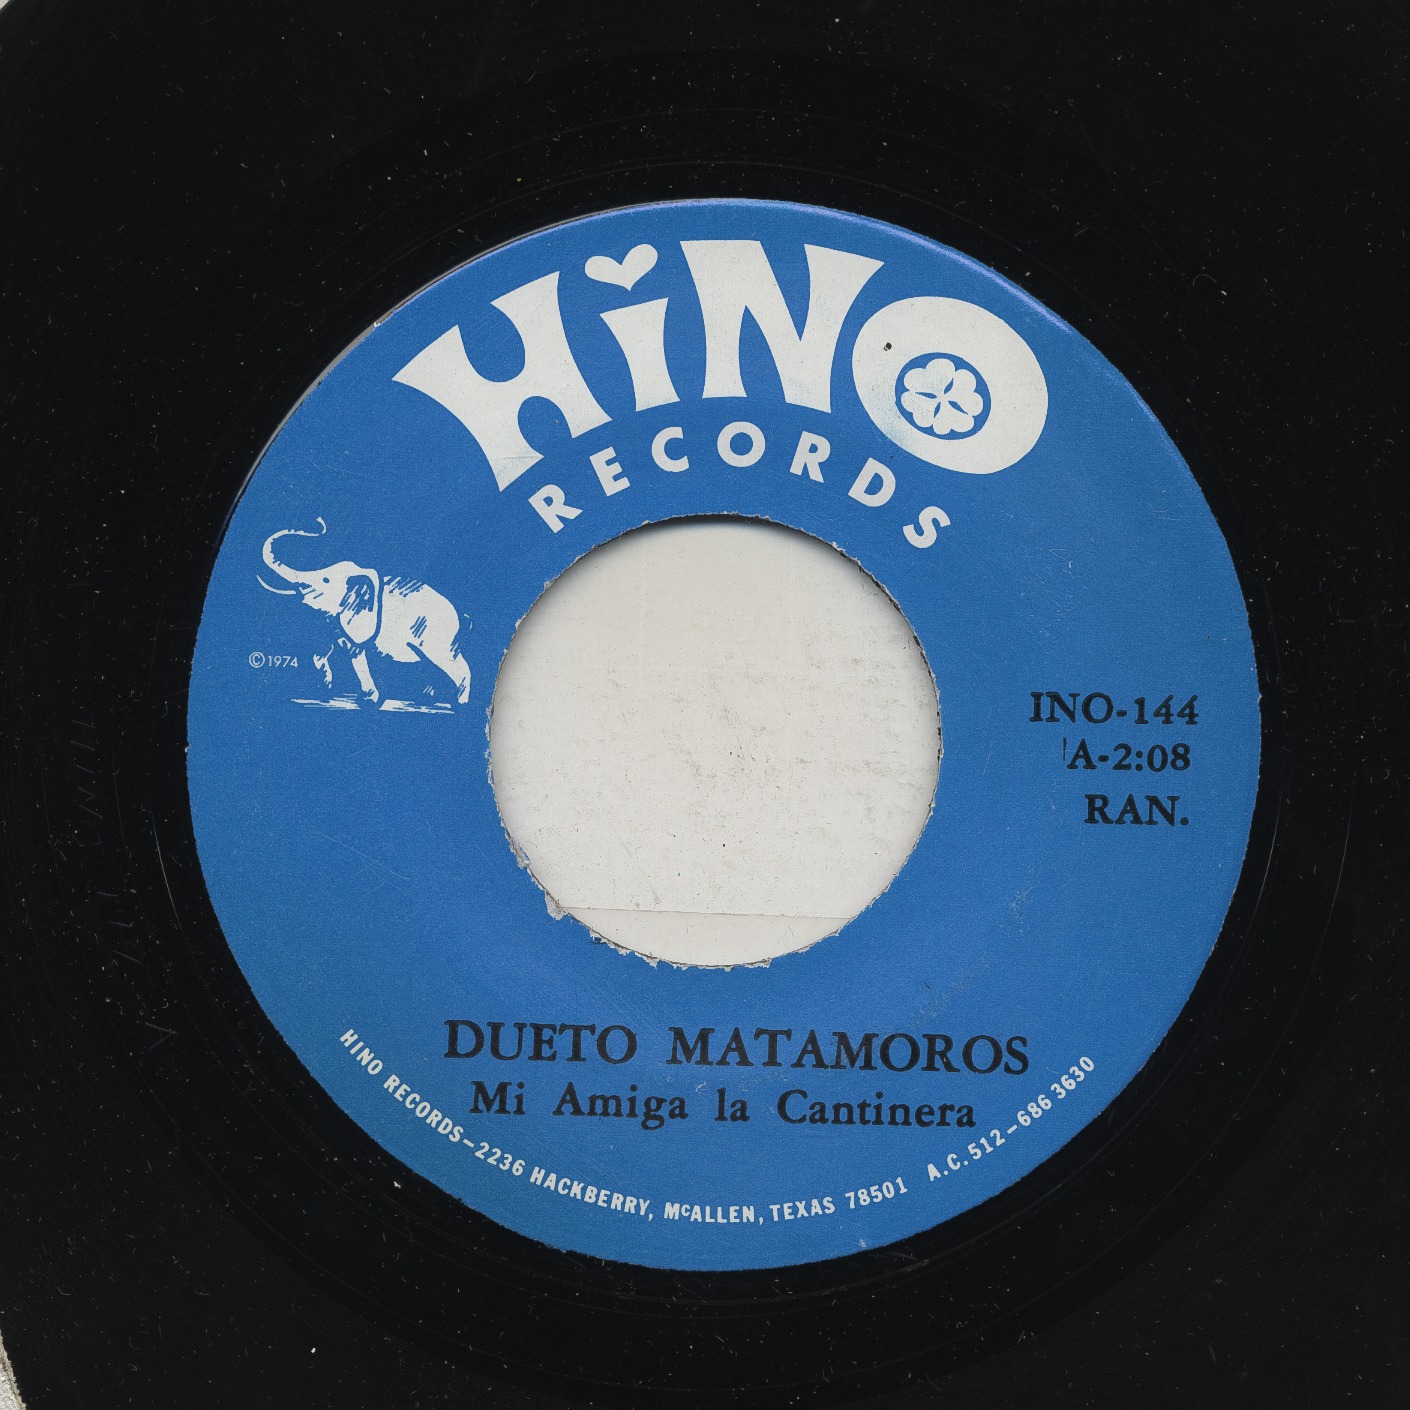 HiNO
RECORDS
©1974
INO-144
A-2:08
RAN.
DUETO MATAMOROS
Mi Amiga la Cantinera
HINO RECORDS-2236 HACKBERRY, McALLEN, TEXAS 78501 A.C. 512-686 3630